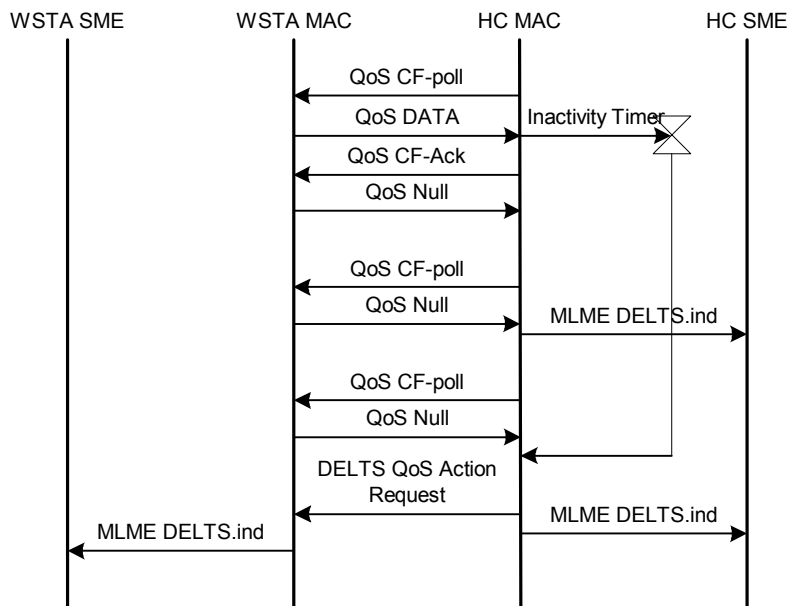 WSTA SME
WSTA MAC
HC MAC
HC SME
QoS CF-poll
QoS DATA
Inactivity Timer
QoS CF-Ack
QoS Null
QoS CF-poll
QoS Null
MLME DELTS.ind
QoS CF-poll
QoS Null
DELTS QoS Action
Request
MLME DELTS.ind
MLME DELTS.ind